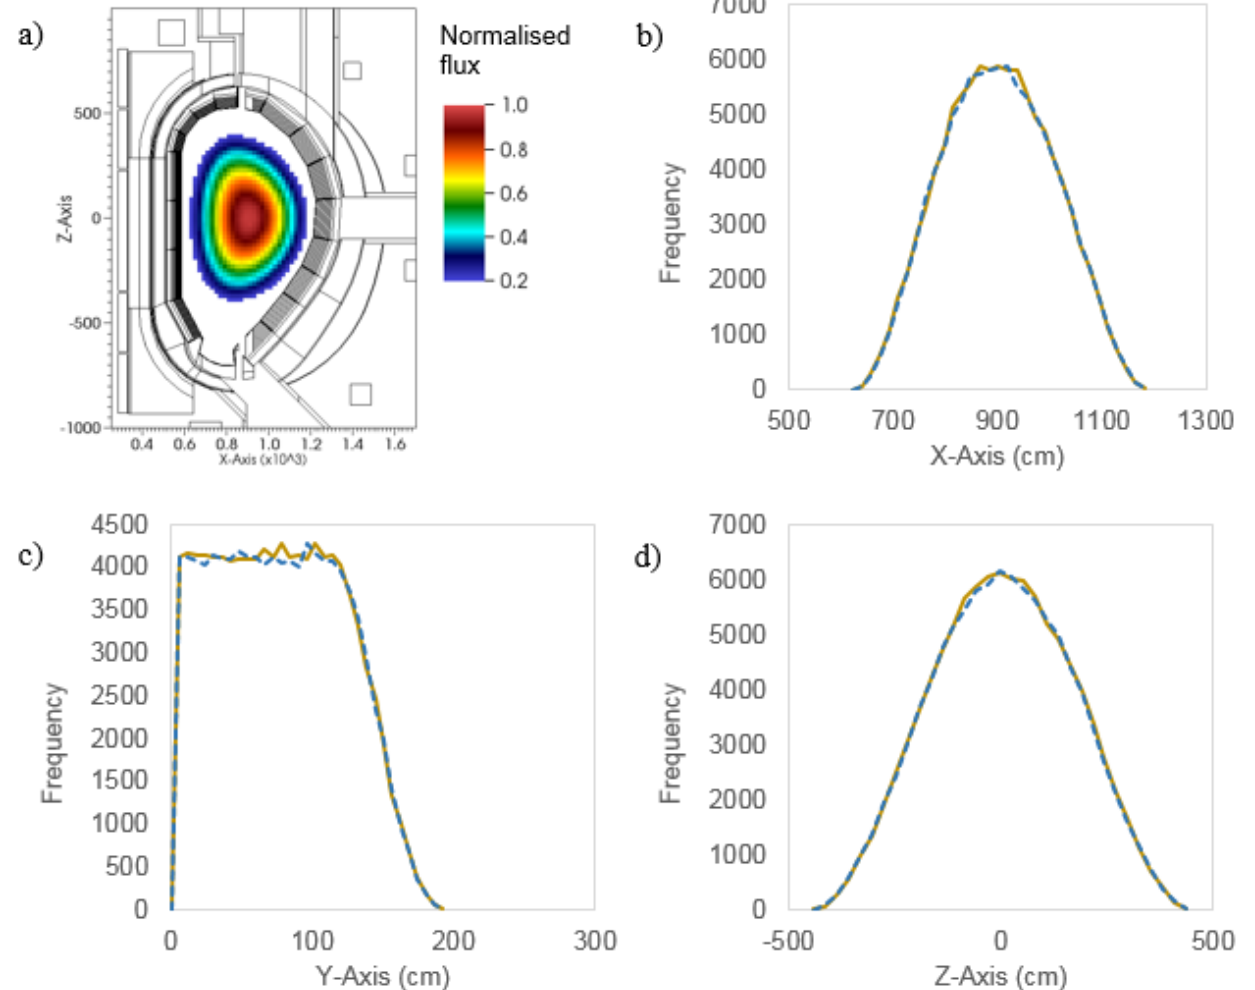 a)
Normalised
flux
1.0
0.8
0.6
0.4
0.2
Z-Axis
500
0
-500
-1000
0.4 0.6 0.8 1.0 1.2 1.4 1.6
X-Axis (x10^3)
b)
Frequency
7000
6000
5000
4000
3000
2000
1000
0
500 700 900 1100 1300
X-Axis (cm)
c)
Frequency
4500
4000
3500
3000
2500
2000
1500
1000
500
0
0 100 200 300
Y-Axis (cm)
d)
Frequency
7000
6000
5000
4000
3000
2000
1000
0
-500 0 500
Z-Axis (cm)